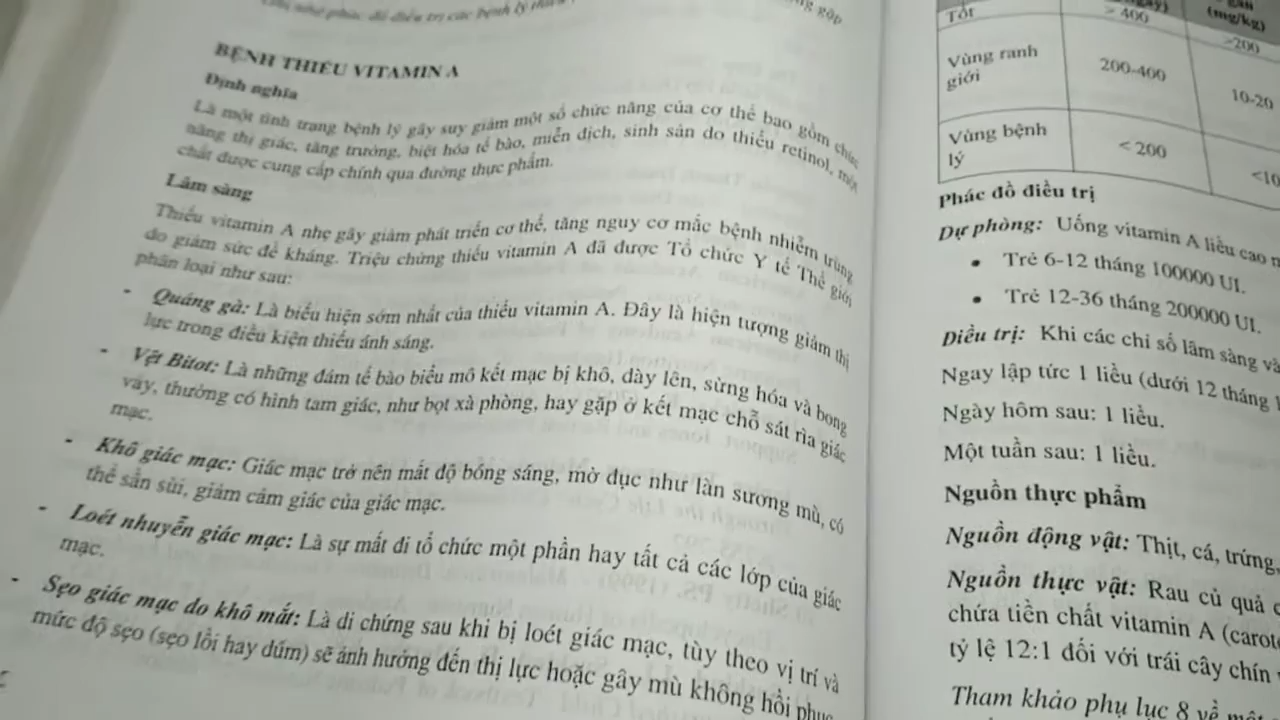 phác đồ điều trị các bệnh lý
gộp
BỆNH THIẾU VITAMIN A
Định nghĩa
Là một tình trạng bệnh lý gây suy giảm một số chức năng của cơ thể bao gồm chức
năng thị giác, tăng trưởng, biệt hóa tế bào, miễn dịch, sinh sản do thiếu retinol, một
chất được cung cấp chính qua đường thực phẩm.
Lâm sàng
Thiếu vitamin A nhẹ gây giảm phát triển cơ thể, tăng nguy cơ mắc bệnh nhiễm trùng
do giảm sức đề kháng. Triệu chứng thiếu vitamin A đã được Tổ chức Y tế Thế giới
phân loại như sau:
- Quáng gà: Là biểu hiện sớm nhất của thiếu vitamin A. Đây là hiện tượng giảm thị
lực trong điều kiện thiếu ánh sáng.
- Vệt Bitot: Là những đám tế bào biểu mô kết mạc bị khô, dày lên, sừng hóa và bong
vảy, thường có hình tam giác, như bọt xà phòng, hay gặp ở kết mạc chỗ sát rìa giác
mạc.
- Khô giác mạc: Giác mạc trở nên mất độ bóng sáng, mờ đục như làn sương mù, có
thể sần sùi, giảm cảm giác của giác mạc.
- Loét nhuyễn giác mạc: Là sự mất đi tổ chức một phần hay tất cả các lớp của giác
mạc.
- Sẹo giác mạc do khô mắt: Là di chứng sau khi bị loét giác mạc, tùy theo vị trí và
mức độ sẹo (sẹo lồi hay dúm) sẽ ảnh hưởng đến thị lực hoặc gây mù không hồi phục
gan
(mg/kg)
Tốt > 400 >200
Vùng ranh
giới 200-400 10-20
Vùng bệnh
lý < 200 <10
Phác đồ điều trị
Dự phòng: Uống vitamin A liều cao
• Trẻ 6-12 tháng 100000 UI.
• Trẻ 12-36 tháng 200000 UI.
Điều trị: Khi các chỉ số lâm sàng và
Ngay lập tức 1 liều (dưới 12 tháng
Ngày hôm sau: 1 liều.
Một tuần sau: 1 liều.
Nguồn thực phẩm
Nguồn động vật: Thịt, cá, trứng,
Nguồn thực vật: Rau củ quả
chứa tiền chất vitamin A (carot
tỷ lệ 12:1 đối với trái cây chín
Tham khảo phụ lục 8 về